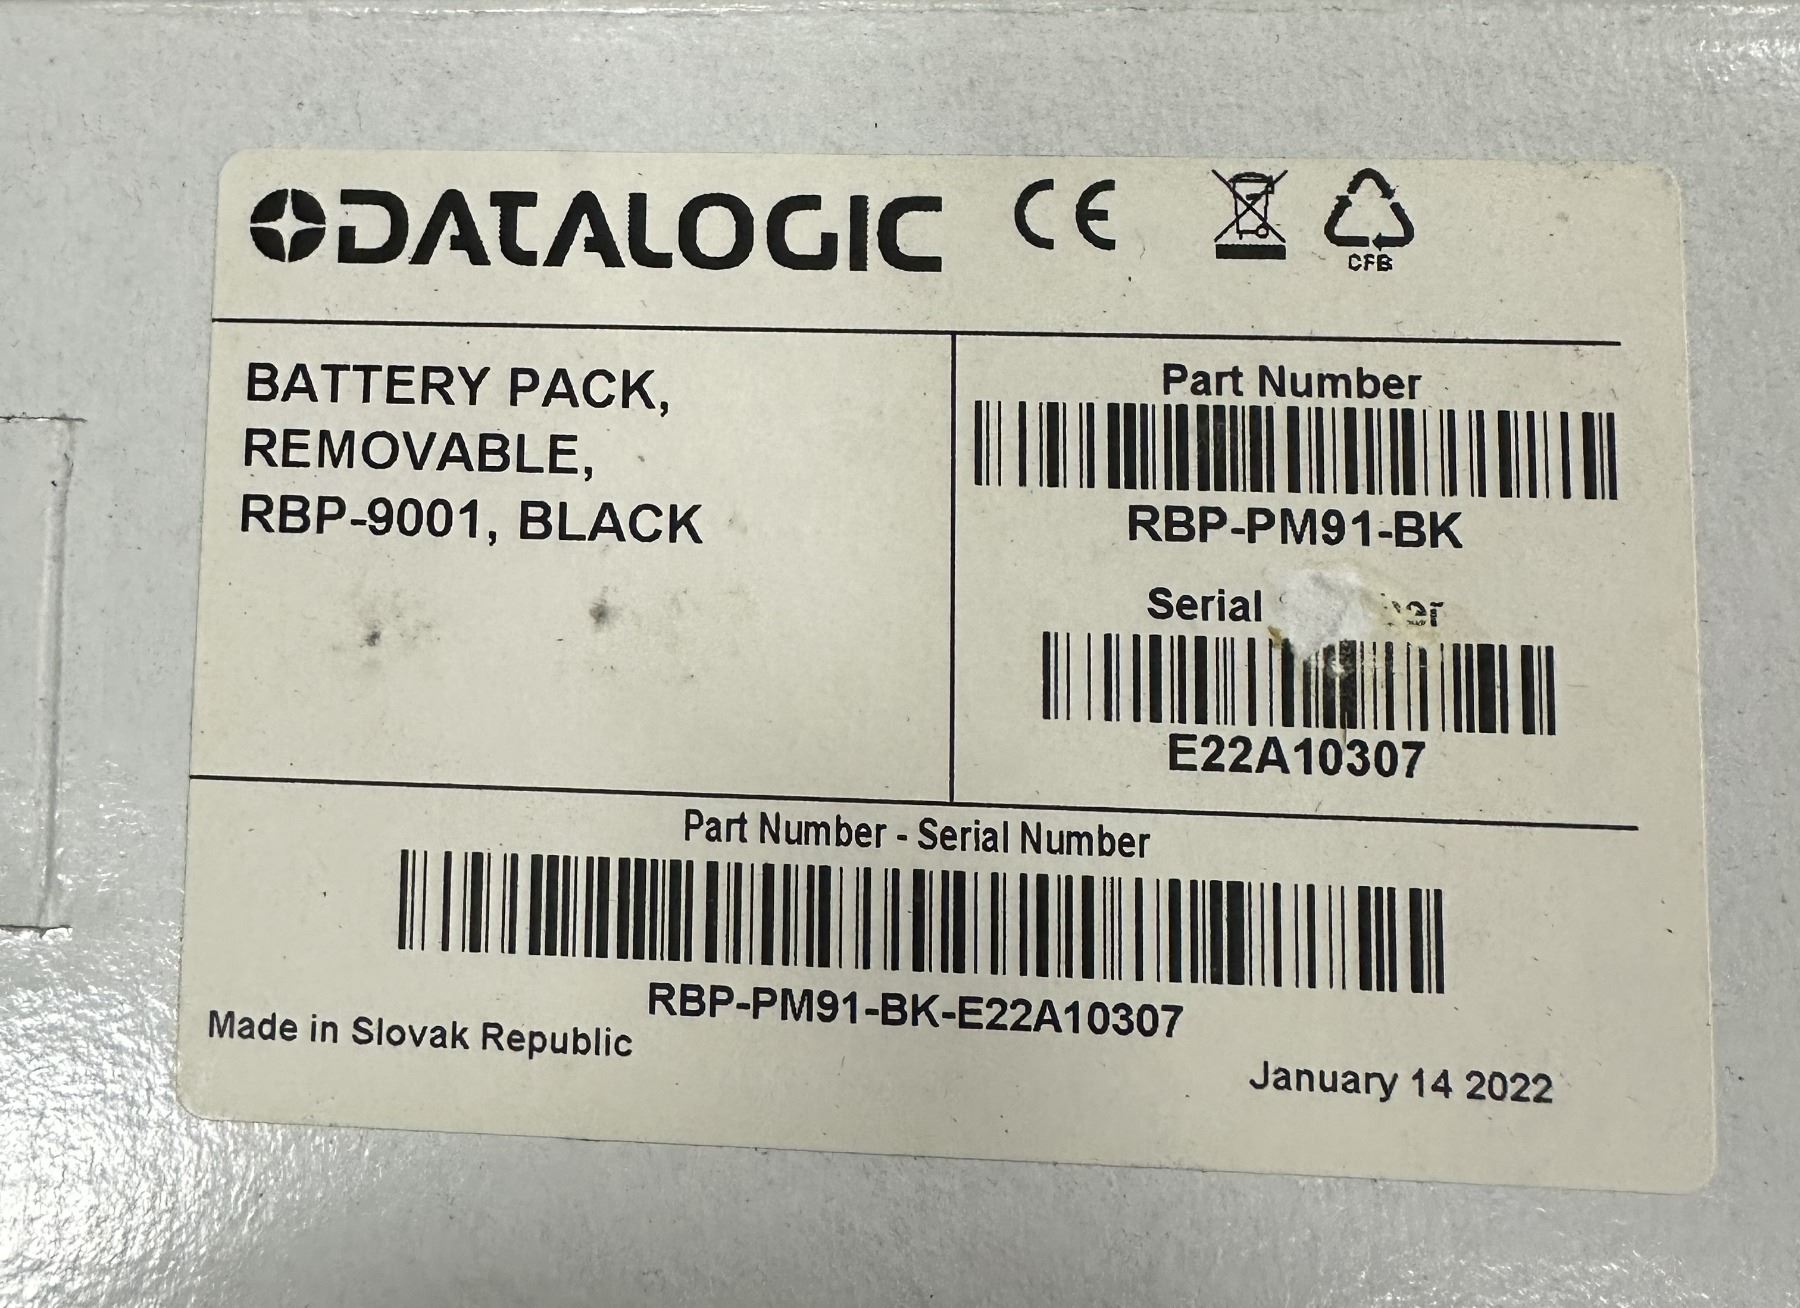 DATALOGIC CE
CFB
BATTERY PACK,
REMOVABLE,
RBP-9001, BLACK
Part Number
RBP-PM91-BK
Serial
E22A10307
Part Number - Serial Number
RBP-PM91-BK-E22A10307
Made in Slovak Republic
January 14 2022